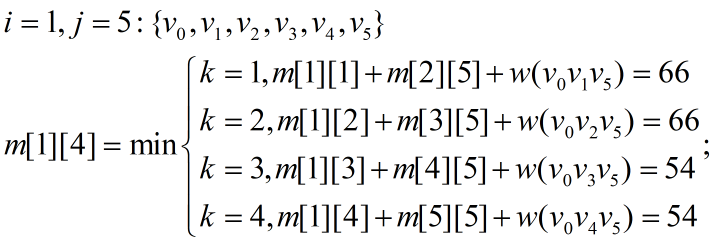 i = 1, j = 5 : {v₀, v₁, v₂, v₃, v₄, v₅}
k = 1, m[1][1] + m[2][5] + w(v₀v₁v₅) = 66
k = 2, m[1][2] + m[3][5] + w(v₀v₂v₅) = 66
m[1][4] = min{ ;
k = 3, m[1][3] + m[4][5] + w(v₀v₃v₅) = 54
k = 4, m[1][4] + m[5][5] + w(v₀v₄v₅) = 54